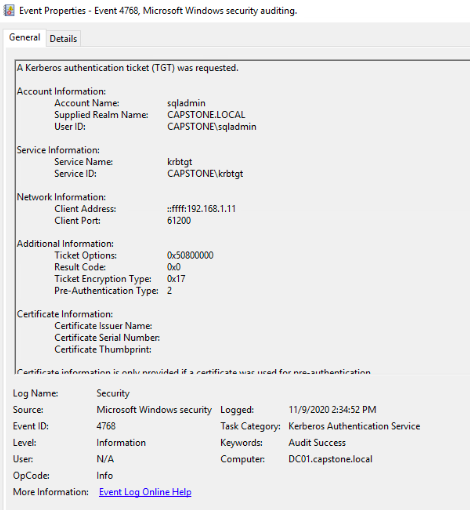 Event Properties - Event 4768, Microsoft Windows security auditing.
General Details
A Kerberos authentication ticket (TGT) was requested.
Account Information:
Account Name: sqladmin
Supplied Realm Name: CAPSTONE.LOCAL
User ID: CAPSTONE\sqladmin
Service Information:
Service Name: krbtgt
Service ID: CAPSTONE\krbtgt
Network Information:
Client Address: ::ffff:192.168.1.11
Client Port: 61200
Additional Information:
Ticket Options: 0x50800000
Result Code: 0x0
Ticket Encryption Type: 0x17
Pre-Authentication Type: 2
Certificate Information:
Certificate Issuer Name:
Certificate Serial Number:
Certificate Thumbprint:
Certificate information is only provided if a certificate was used for pre-authentication.
Log Name: Security
Source: Microsoft Windows security Logged: 11/9/2020 2:34:52 PM
Event ID: 4768 Task Category: Kerberos Authentication Service
Level: Information Keywords: Audit Success
User: N/A Computer: DC01.capstone.local
OpCode: Info
More Information: Event Log Online Help